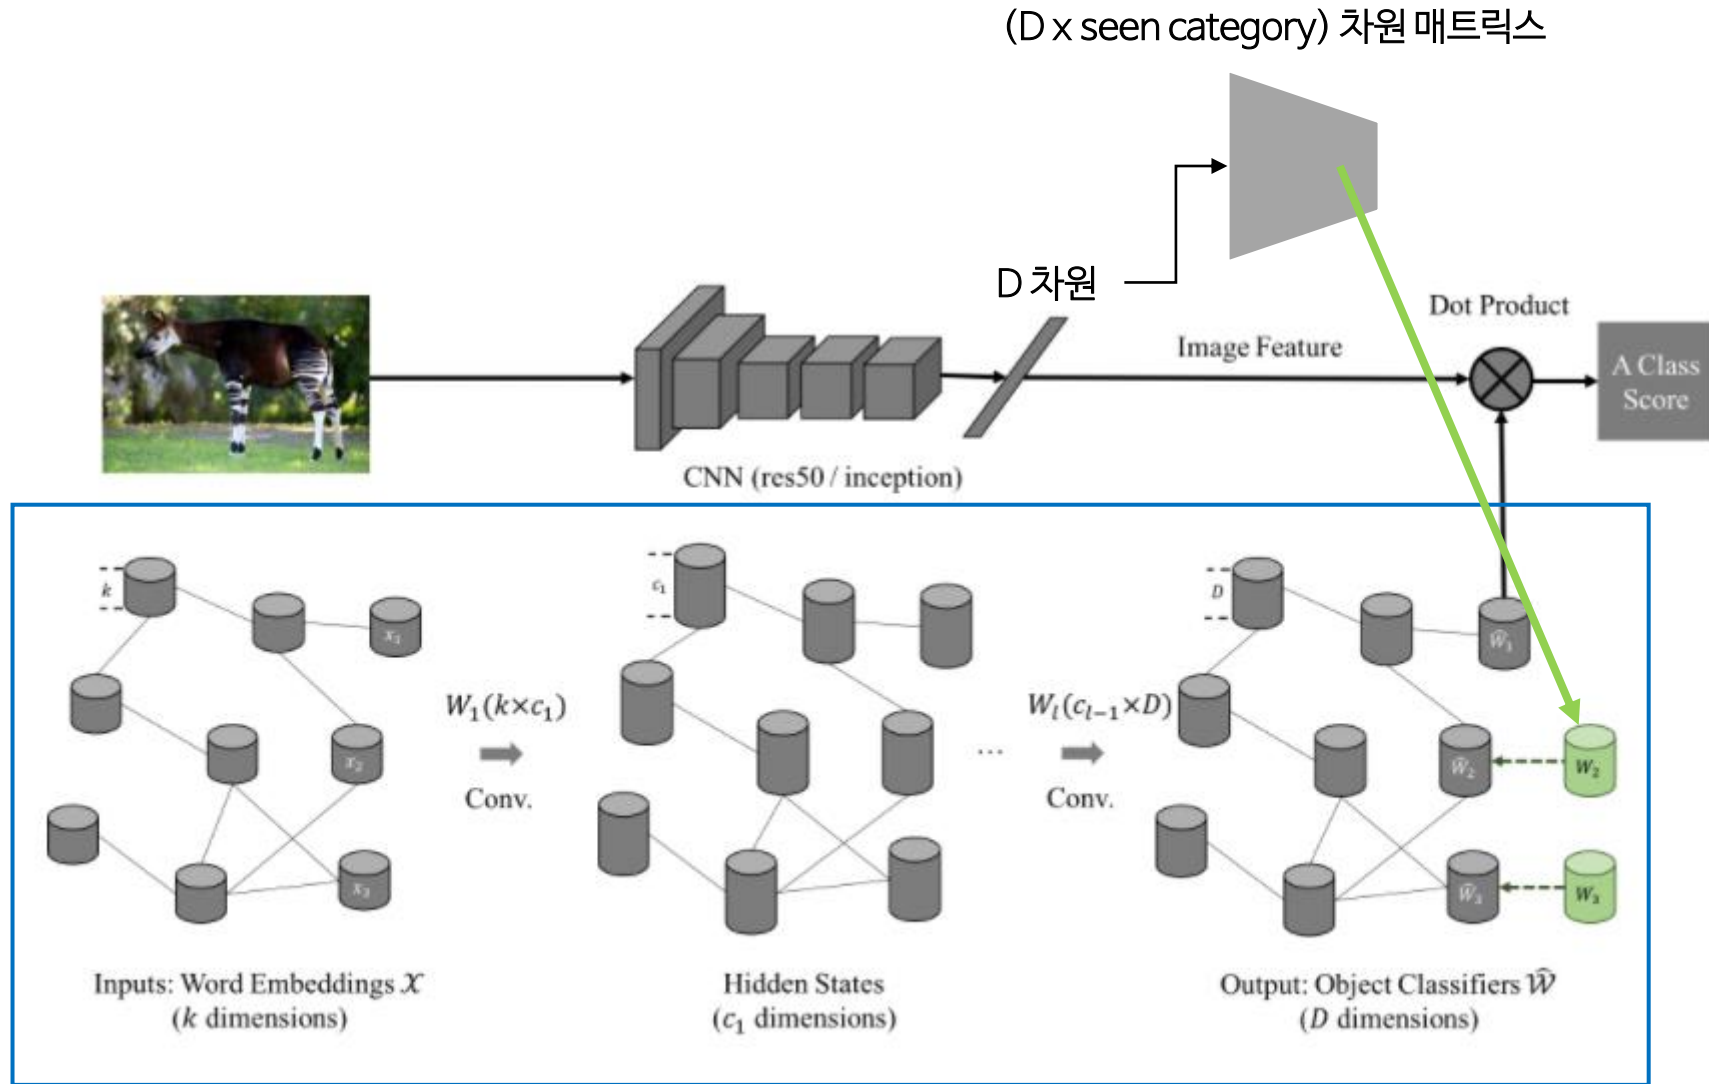 (D x seen category) 차원 매트릭스
D 차원
Dot Product
Image Feature
A Class
Score
CNN (res50 / inception)
k
x₁
x₂
x₃
W₁(k×c₁)
Conv.
c₁
...
W_l(c_{l−1}×D)
Conv.
D
Ŵ₁
Ŵ₂
W₂
Ŵ₃
W₃
Inputs: Word Embeddings 𝒳
(k dimensions)
Hidden States
(c₁ dimensions)
Output: Object Classifiers 𝒲̂
(D dimensions)